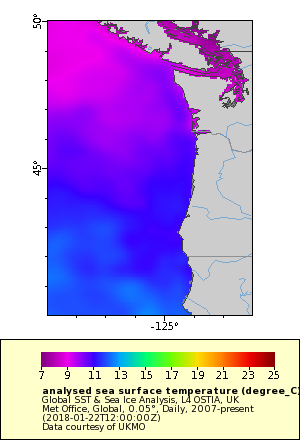 50°
45°
-125°
7 9 11 13 15 17 19 21 23 25
analysed sea surface temperature (degree_C)
Global SST & Sea Ice Analysis, L4 OSTIA, UK
Met Office, Global, 0.05°, Daily, 2007-present
(2018-01-22T12:00:00Z)
Data courtesy of UKMO